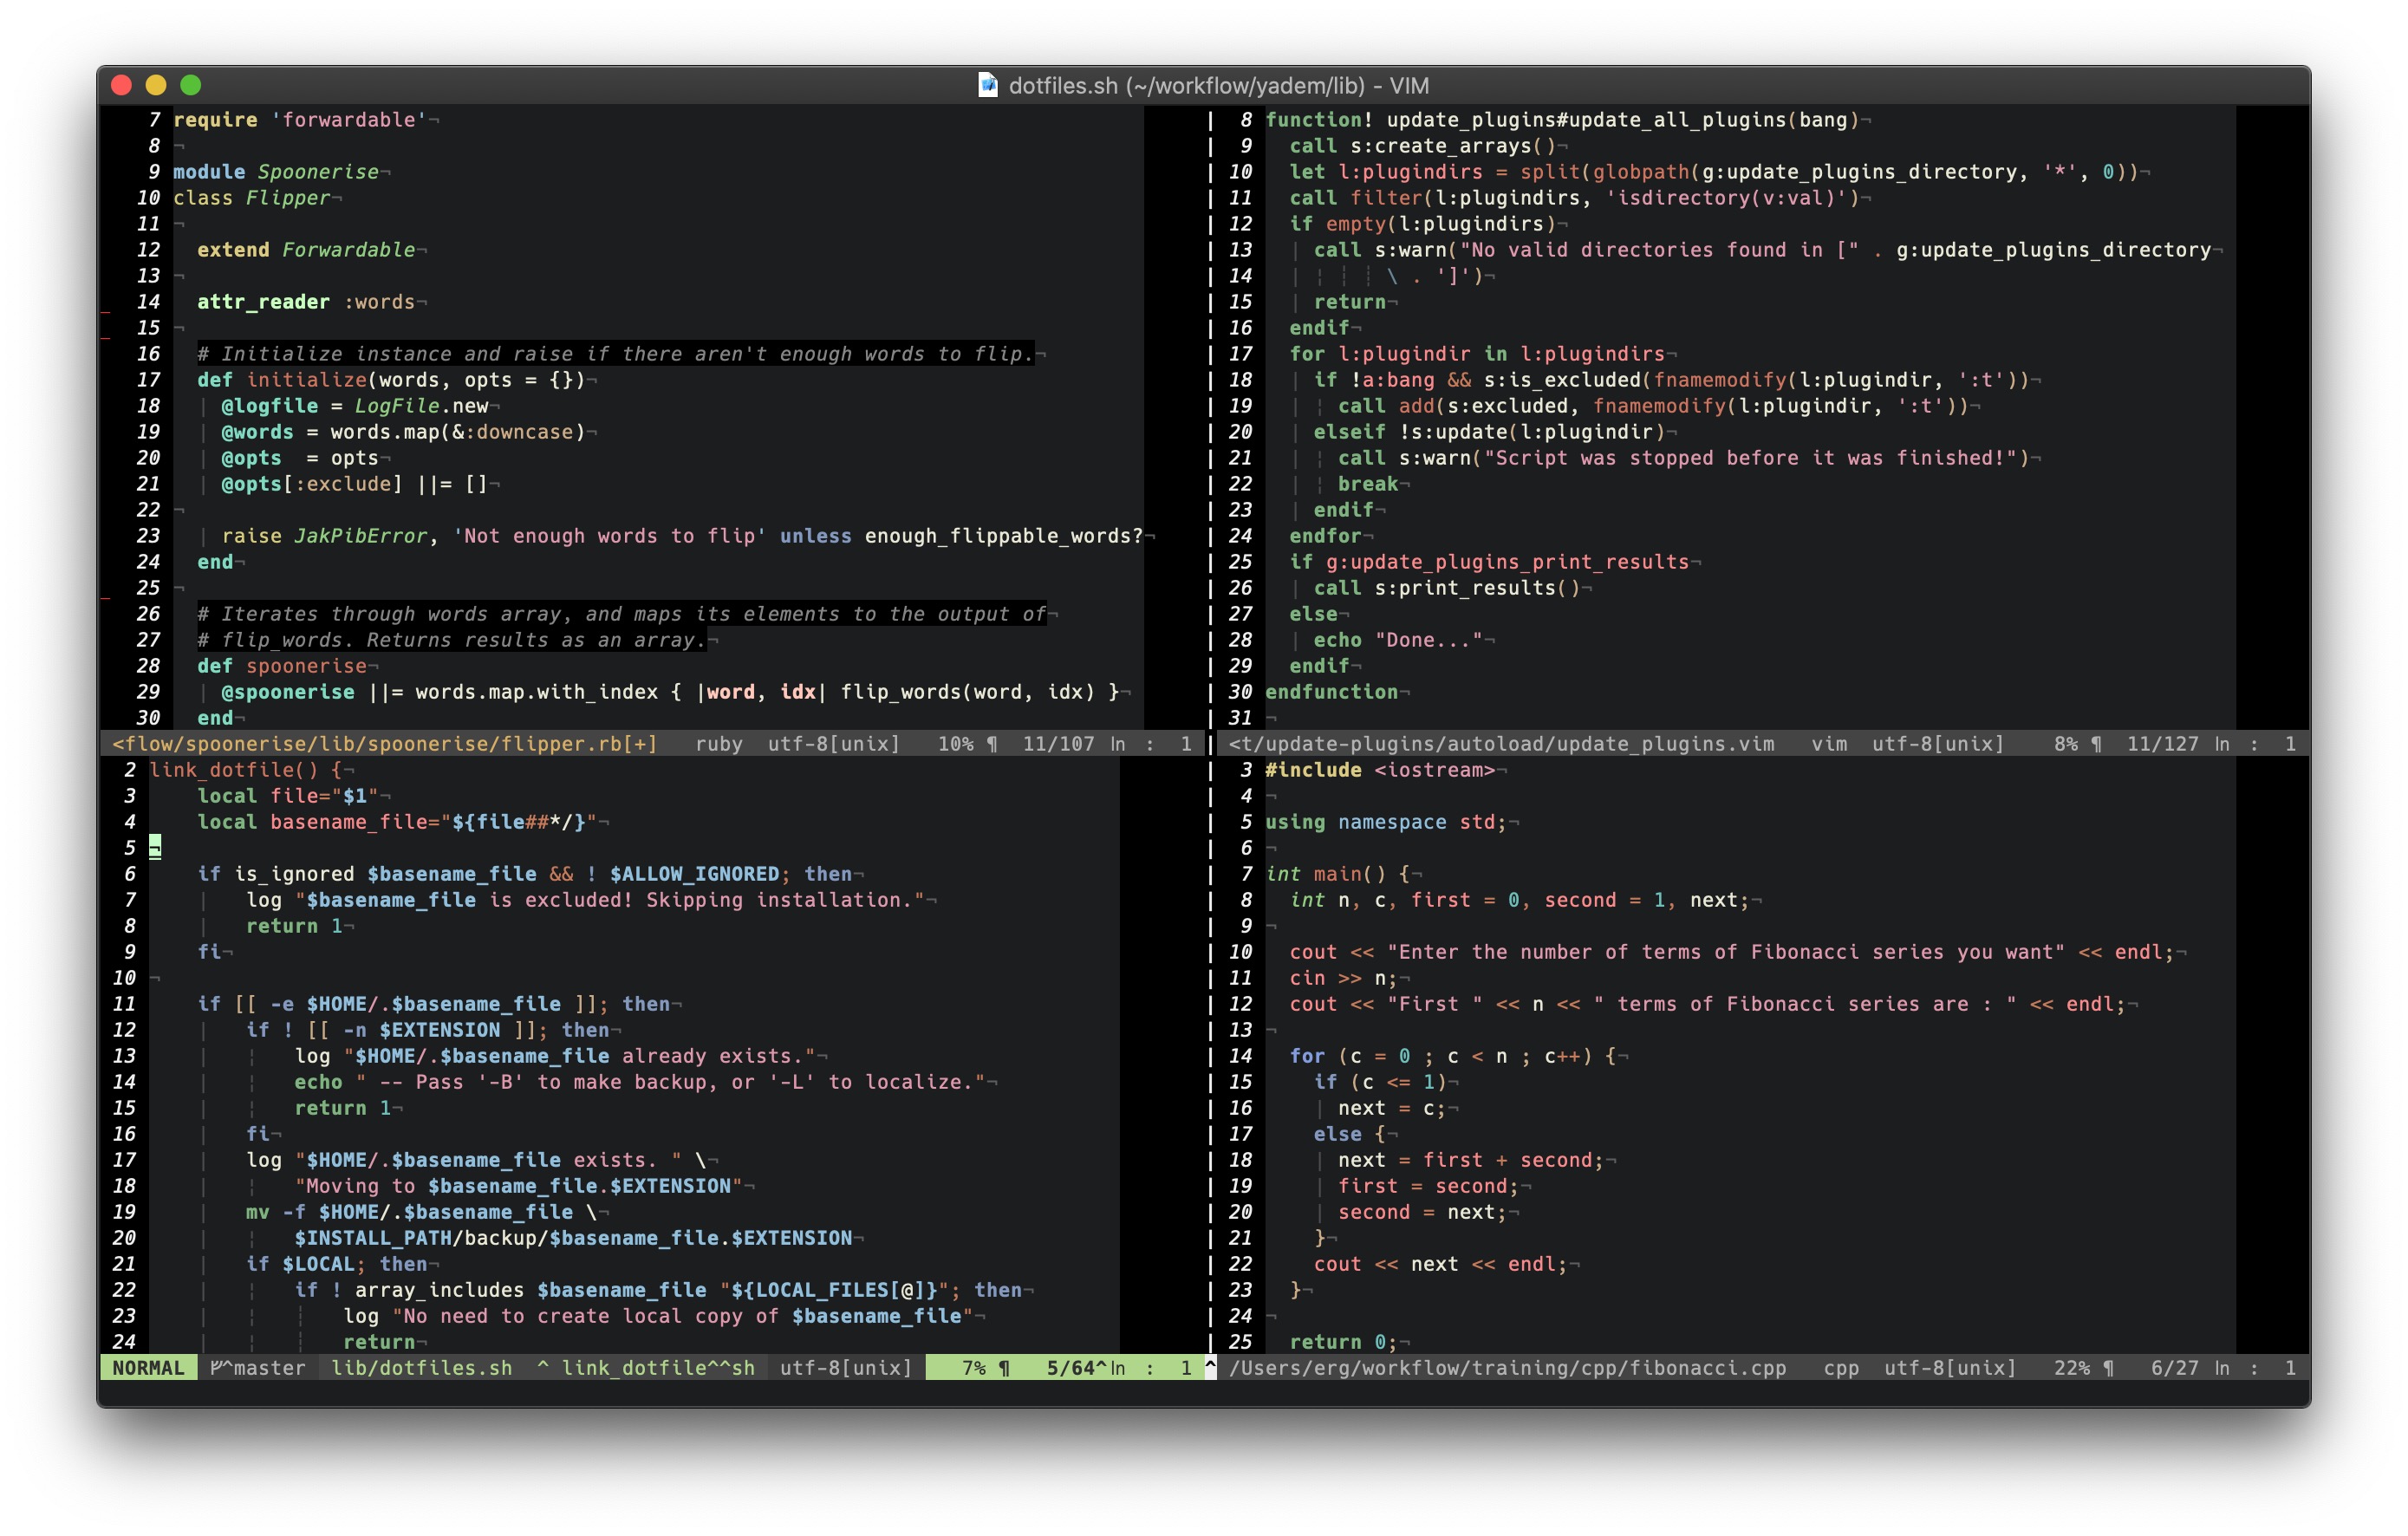 dotfiles.sh (~/workflow/yadem/lib) - VIM
7 require 'forwardable'¬
8 ¬
9 module Spoonerise¬
10 class Flipper¬
11 ¬
12   extend Forwardable¬
13 ¬
14   attr_reader :words¬
15 ¬
16   # Initialize instance and raise if there aren't enough words to flip.¬
17   def initialize(words, opts = {})¬
18   | @logfile = LogFile.new¬
19   | @words = words.map(&:downcase)¬
20   | @opts  = opts¬
21   | @opts[:exclude] ||= []¬
22 ¬
23   | raise JakPibError, 'Not enough words to flip' unless enough_flippable_words?¬
24   end¬
25 ¬
26   # Iterates through words array, and maps its elements to the output of¬
27   # flip_words. Returns results as an array.¬
28   def spoonerise¬
29   | @spoonerise ||= words.map.with_index { |word, idx| flip_words(word, idx) }¬
30   end¬
<flow/spoonerise/lib/spoonerise/flipper.rb[+]   ruby  utf-8[unix]   10% ¶  11/107 ln :  1
8 function! update_plugins#update_all_plugins(bang)¬
9   call s:create_arrays()¬
10   let l:plugindirs = split(globpath(g:update_plugins_directory, '*', 0))¬
11   call filter(l:plugindirs, 'isdirectory(v:val)')¬
12   if empty(l:plugindirs)¬
13   | call s:warn("No valid directories found in [" . g:update_plugins_directory¬
14   | ¦ ┆ ┊ \ . ']')¬
15   | return¬
16   endif¬
17   for l:plugindir in l:plugindirs¬
18   | if !a:bang && s:is_excluded(fnamemodify(l:plugindir, ':t'))¬
19   | ¦ call add(s:excluded, fnamemodify(l:plugindir, ':t'))¬
20   | elseif !s:update(l:plugindir)¬
21   | ¦ call s:warn("Script was stopped before it was finished!")¬
22   | ¦ break¬
23   | endif¬
24   endfor¬
25   if g:update_plugins_print_results¬
26   | call s:print_results()¬
27   else¬
28   | echo "Done..."¬
29   endif¬
30 endfunction¬
31 ¬
<t/update-plugins/autoload/update_plugins.vim   vim  utf-8[unix]    8% ¶  11/127 ln :  1
2 link_dotfile() {¬
3     local file="$1"¬
4     local basename_file="${file##*/}"¬
5 ¬
6     if is_ignored $basename_file && ! $ALLOW_IGNORED; then¬
7     |   log "$basename_file is excluded! Skipping installation."¬
8     |   return 1¬
9     fi¬
10 ¬
11     if [[ -e $HOME/.$basename_file ]]; then¬
12     |   if ! [[ -n $EXTENSION ]]; then¬
13     |   ¦   log "$HOME/.$basename_file already exists."¬
14     |   ¦   echo " -- Pass '-B' to make backup, or '-L' to localize."¬
15     |   ¦   return 1¬
16     |   fi¬
17     |   log "$HOME/.$basename_file exists. " \¬
18     |   ¦   "Moving to $basename_file.$EXTENSION"¬
19     |   mv -f $HOME/.$basename_file \¬
20     |   ¦   $INSTALL_PATH/backup/$basename_file.$EXTENSION¬
21     |   if $LOCAL; then¬
22     |   ¦   if ! array_includes $basename_file "${LOCAL_FILES[@]}"; then¬
23     |   ¦   ┆   log "No need to create local copy of $basename_file"¬
24     |   ¦   ┆   return¬
NORMAL  ^master  lib/dotfiles.sh  ^ link_dotfile^^sh  utf-8[unix]    7% ¶   5/64^ln :  1 ^
3 #include <iostream>¬
4 ¬
5 using namespace std;¬
6 ¬
7 int main() {¬
8   int n, c, first = 0, second = 1, next;¬
9 ¬
10   cout << "Enter the number of terms of Fibonacci series you want" << endl;¬
11   cin >> n;¬
12   cout << "First " << n << " terms of Fibonacci series are : " << endl;¬
13 ¬
14   for (c = 0 ; c < n ; c++) {¬
15     if (c <= 1)¬
16     | next = c;¬
17     else {¬
18     | next = first + second;¬
19     | first = second;¬
20     | second = next;¬
21     }¬
22     cout << next << endl;¬
23   }¬
24 ¬
25   return 0;¬
/Users/erg/workflow/training/cpp/fibonacci.cpp   cpp  utf-8[unix]   22% ¶   6/27 ln :  1